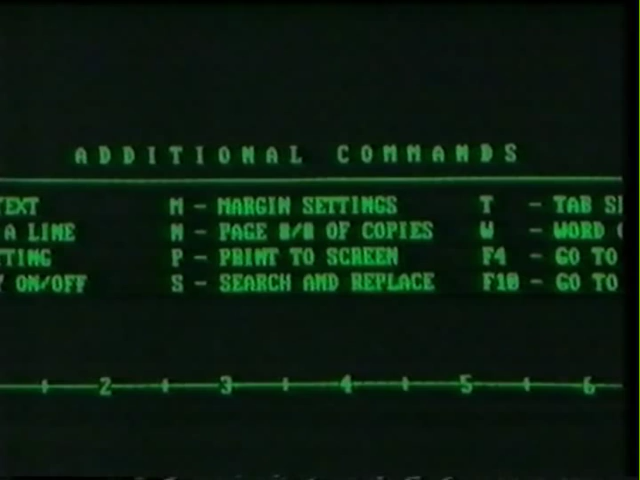 ADDITIONAL COMMANDS
TEXT M - MARGIN SETTINGS T - TAB
A LINE N - PAGE #/# OF COPIES W - WORD
TTING P - PRINT TO SCREEN F4 - GO TO
Y ON/OFF S - SEARCH AND REPLACE F10 - GO TO
2 3 4 5 6